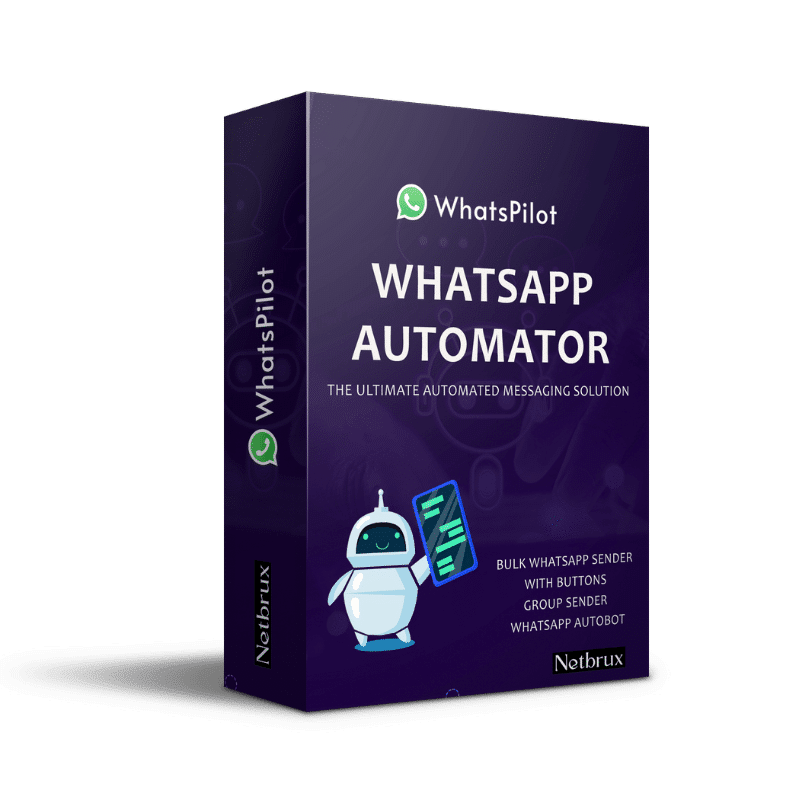 WhatsPilot
WHATSAPP
AUTOMATOR
THE ULTIMATE AUTOMATED MESSAGING SOLUTION
BULK WHATSAPP SENDER
WITH BUTTONS
GROUP SENDER
WHATSAPP AUTOBOT
Netbrux
WhatsPilot
Netbrux